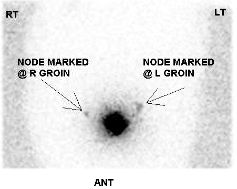 RT
LT
NODE MARKED
@ R GROIN
NODE MARKED
@ L GROIN
ANT